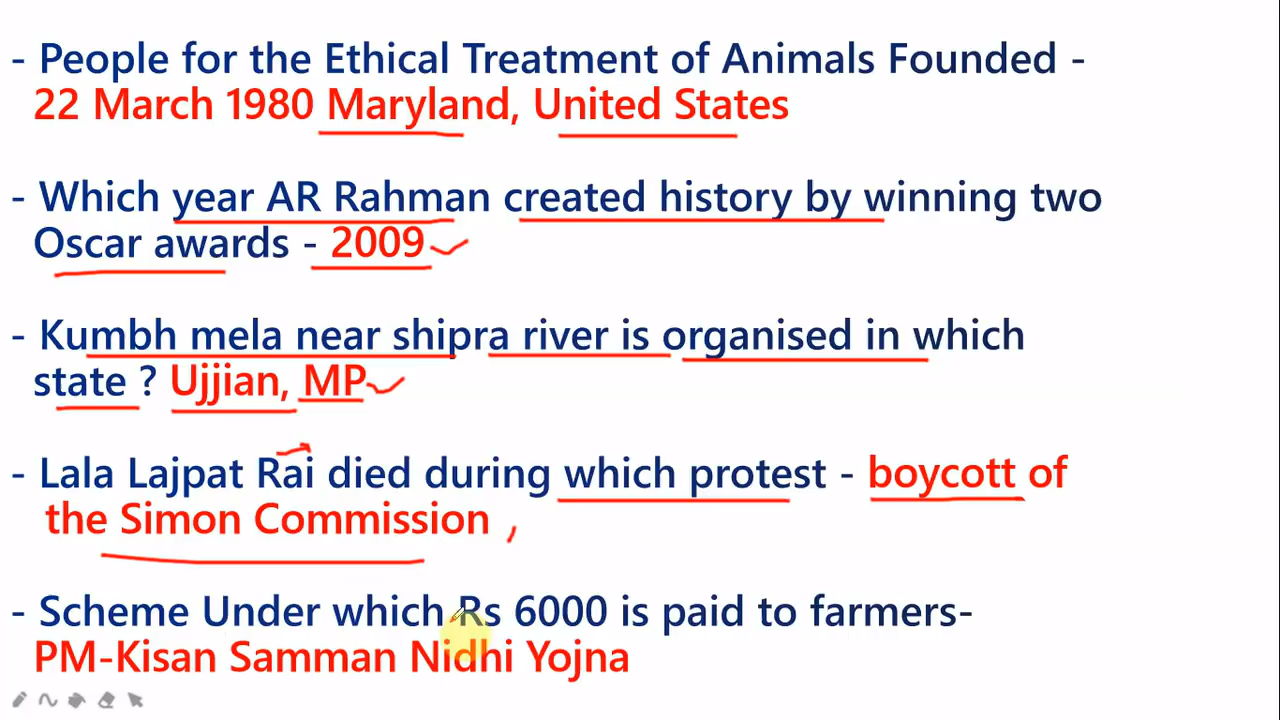 - People for the Ethical Treatment of Animals Founded -
22 March 1980 Maryland, United States
- Which year AR Rahman created history by winning two
Oscar awards - 2009
- Kumbh mela near shipra river is organised in which
state ? Ujjian, MP
- Lala Lajpat Rai died during which protest - boycott of
the Simon Commission
- Scheme Under which Rs 6000 is paid to farmers-
PM-Kisan Samman Nidhi Yojna